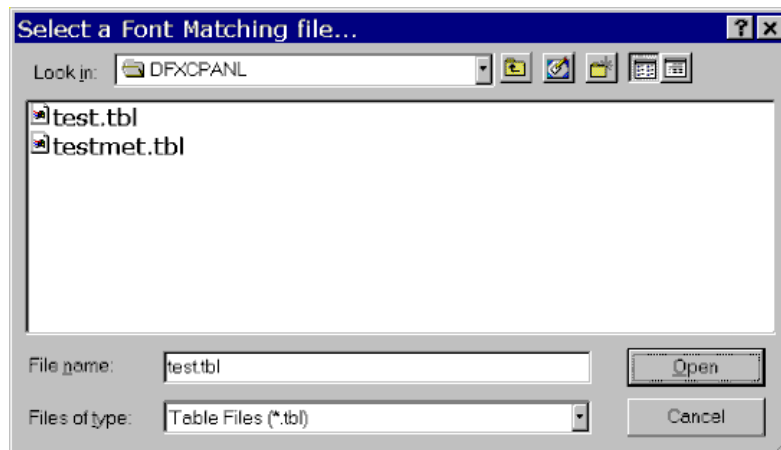 Select a Font Matching file...
Look in: DFXCPANL
test.tbl
testmet.tbl
File name: test.tbl Open
Files of type: Table Files (*.tbl) Cancel